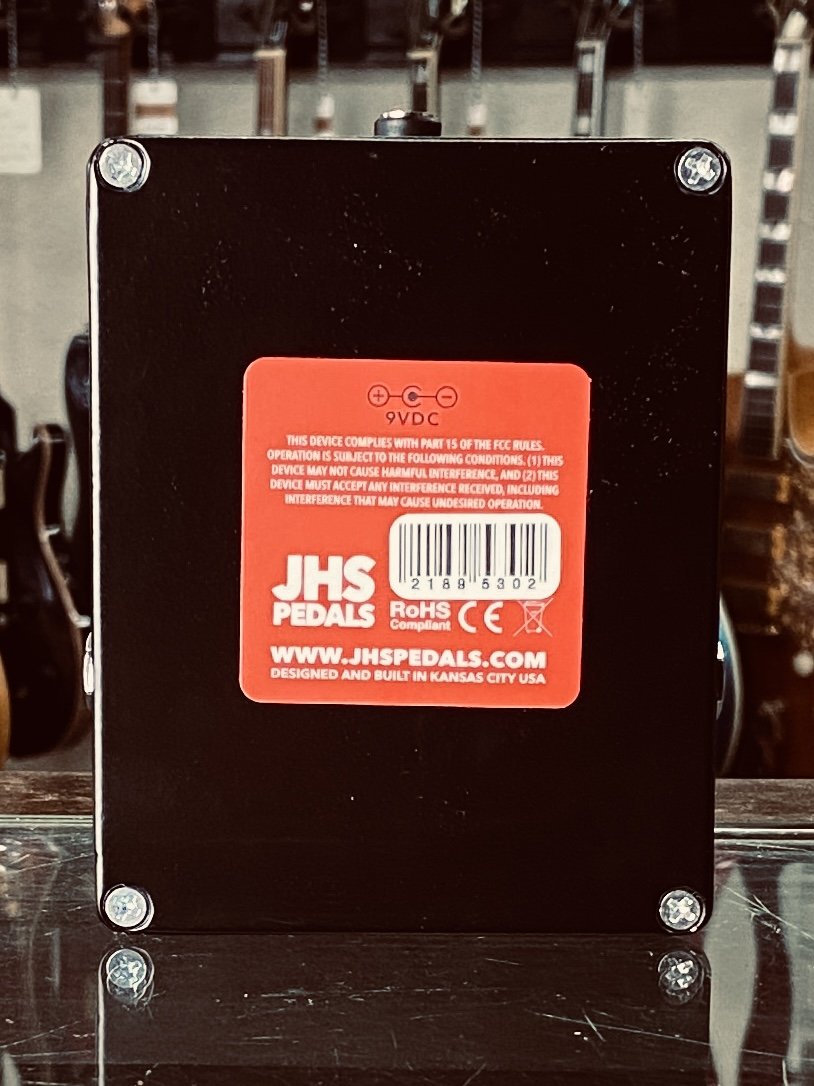 + -
9VDC
THIS DEVICE COMPLIES WITH PART 15 OF THE FCC RULES.
OPERATION IS SUBJECT TO THE FOLLOWING CONDITIONS. (1) THIS
DEVICE MAY NOT CAUSE HARMFUL INTERFERENCE, AND (2) THIS
DEVICE MUST ACCEPT ANY INTERFERENCE RECEIVED, INCLUDING
INTERFERENCE THAT MAY CAUSE UNDESIRED OPERATION.
21895302
JHS
PEDALS
RoHS
Compliant
CE
WWW.JHSPEDALS.COM
DESIGNED AND BUILT IN KANSAS CITY USA